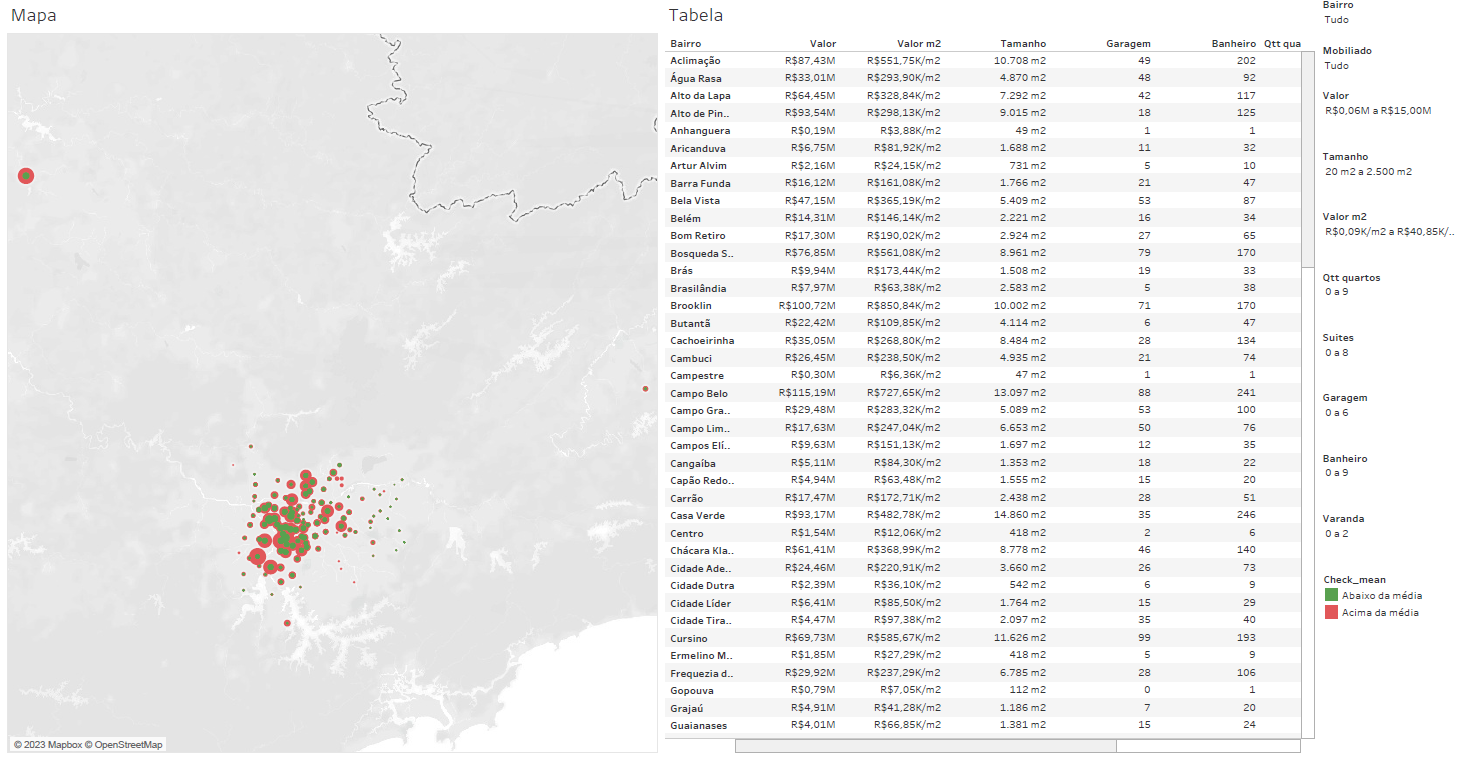 Mapa
© 2023 Mapbox © OpenStreetMap
Tabela
Bairro Valor Valor m2 Tamanho Garagem Banheiro Qtt qua
Aclimação R$87,43M R$551,75K/m2 10.708 m2 49 202
Água Rasa R$33,01M R$293,90K/m2 4.870 m2 48 92
Alto da Lapa R$64,45M R$328,84K/m2 7.292 m2 42 117
Alto de Pin.. R$93,54M R$298,13K/m2 9.015 m2 18 125
Anhanguera R$0,19M R$3,88K/m2 49 m2 1 1
Aricanduva R$6,75M R$81,92K/m2 1.688 m2 11 32
Artur Alvim R$2,16M R$24,15K/m2 731 m2 5 10
Barra Funda R$16,12M R$161,08K/m2 1.766 m2 21 47
Bela Vista R$47,15M R$365,19K/m2 5.409 m2 53 87
Belém R$14,31M R$146,14K/m2 2.221 m2 16 34
Bom Retiro R$17,30M R$190,02K/m2 2.924 m2 27 65
Bosqueda S.. R$76,85M R$561,08K/m2 8.961 m2 79 170
Brás R$9,94M R$173,44K/m2 1.508 m2 19 33
Brasilândia R$7,97M R$63,38K/m2 2.583 m2 5 38
Brooklin R$100,72M R$850,84K/m2 10.002 m2 71 170
Butantã R$22,42M R$109,85K/m2 4.114 m2 6 47
Cachoeirinha R$35,05M R$268,80K/m2 8.484 m2 28 134
Cambuci R$26,45M R$238,50K/m2 4.935 m2 21 74
Campestre R$0,30M R$6,36K/m2 47 m2 1 1
Campo Belo R$115,19M R$727,65K/m2 13.097 m2 88 241
Campo Gra.. R$29,48M R$283,32K/m2 5.089 m2 53 100
Campo Lim.. R$17,63M R$247,04K/m2 6.653 m2 50 76
Campos Elí.. R$9,63M R$151,13K/m2 1.697 m2 12 35
Cangaíba R$5,11M R$84,30K/m2 1.353 m2 18 22
Capão Redo.. R$4,94M R$63,48K/m2 1.555 m2 15 20
Carrão R$17,47M R$172,71K/m2 2.438 m2 28 51
Casa Verde R$93,17M R$482,78K/m2 14.860 m2 35 246
Centro R$1,54M R$12,06K/m2 418 m2 2 6
Chácara Kla.. R$61,41M R$368,99K/m2 8.778 m2 46 140
Cidade Ade.. R$24,46M R$220,91K/m2 3.660 m2 26 73
Cidade Dutra R$2,39M R$36,10K/m2 542 m2 6 9
Cidade Líder R$6,41M R$85,50K/m2 1.764 m2 15 29
Cidade Tira.. R$4,47M R$97,38K/m2 2.097 m2 35 40
Cursino R$69,73M R$585,67K/m2 11.626 m2 99 193
Ermelino M.. R$1,85M R$27,29K/m2 418 m2 5 9
Frequezia d.. R$29,92M R$237,29K/m2 6.785 m2 28 106
Gopouva R$0,79M R$7,05K/m2 112 m2 0 1
Grajaú R$4,91M R$41,28K/m2 1.186 m2 7 20
Guaianases R$4,01M R$66,85K/m2 1.381 m2 15 24
Bairro
Tudo
Mobiliado
Tudo
Valor
R$0,06M a R$15,00M
Tamanho
20 m2 a 2.500 m2
Valor m2
R$0,09K/m2 a R$40,85K/..
Qtt quartos
0 a 9
Suites
0 a 8
Garagem
0 a 6
Banheiro
0 a 9
Varanda
0 a 2
Check_mean
Abaixo da média
Acima da média